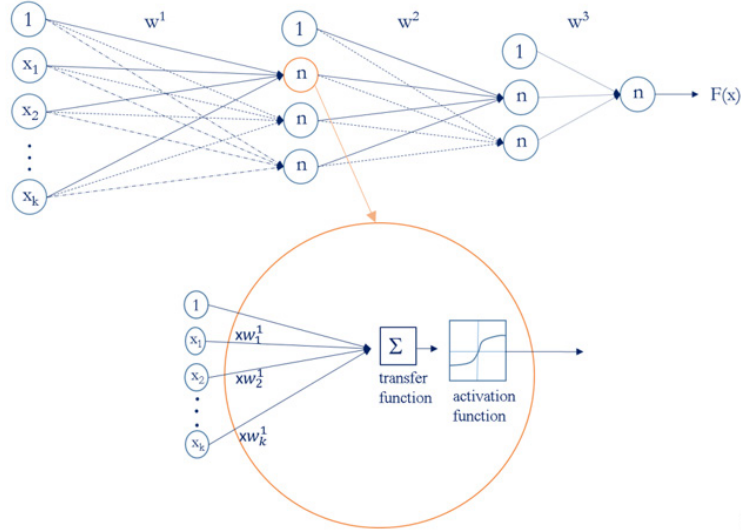 1 w¹ 1 w² w³
x₁ n 1
x₂ n n n F(x)
n n
xₖ
1
x₁ xw₁¹ Σ
x₂ xw₂¹ transfer function activation function
xₖ xwₖ¹